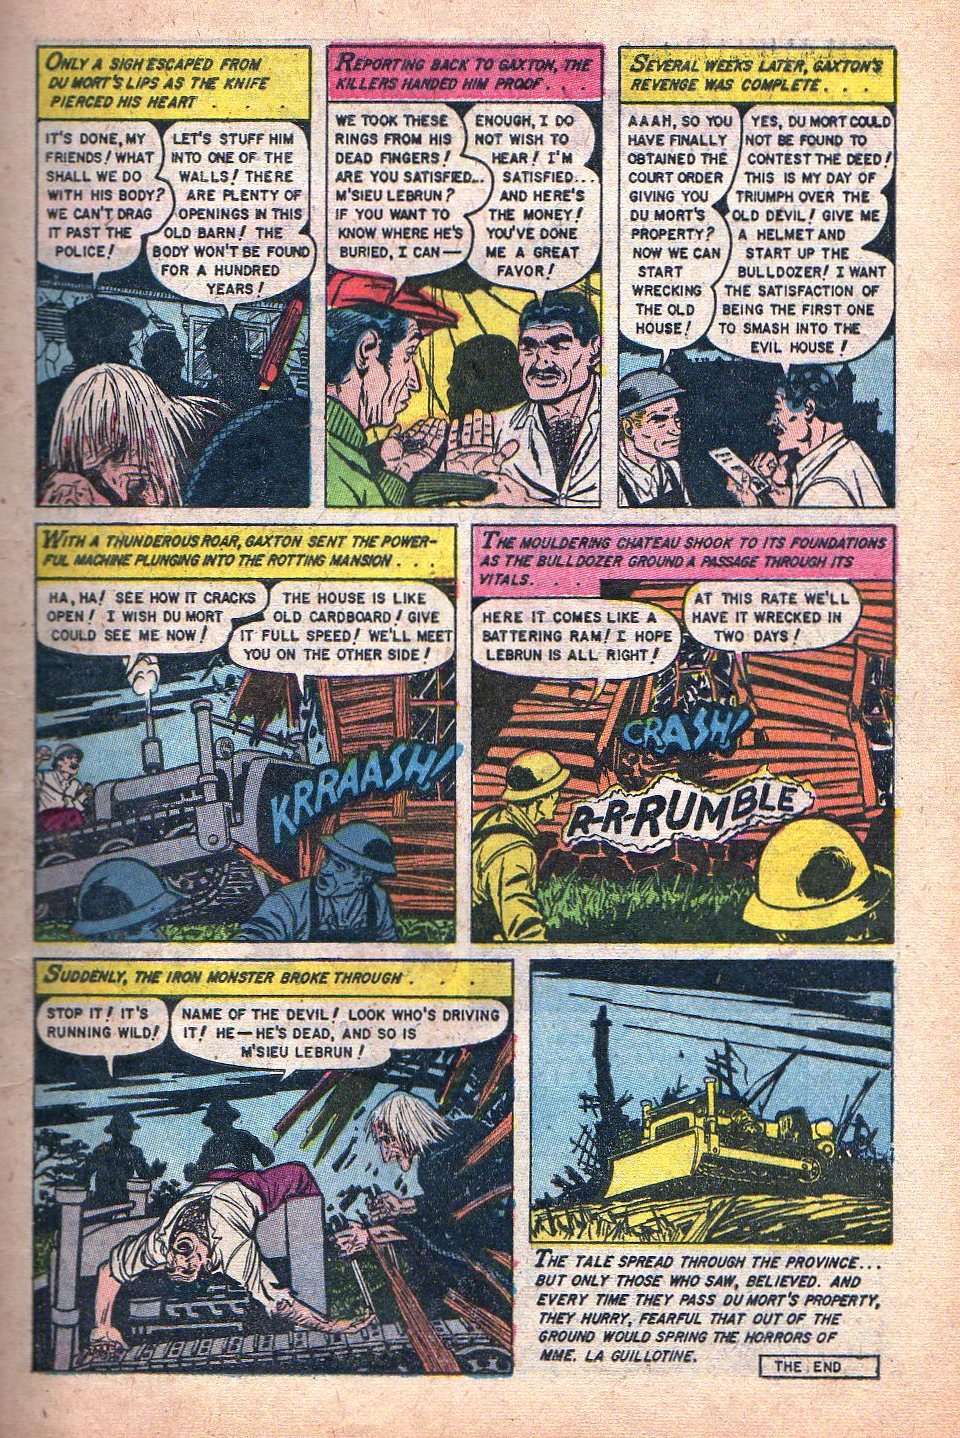 ONLY A SIGH ESCAPED FROM
DU MORT'S LIPS AS THE KNIFE
PIERCED HIS HEART . . . .
IT'S DONE, MY
FRIENDS! WHAT
SHALL WE DO
WITH HIS BODY?
WE CAN'T DRAG
IT PAST THE
POLICE!
LET'S STUFF HIM
INTO ONE OF THE
WALLS! THERE
ARE PLENTY OF
OPENINGS IN THIS
OLD BARN! THE
BODY WON'T BE FOUND
FOR A HUNDRED
YEARS!
REPORTING BACK TO GAXTON, THE
KILLERS HANDED HIM PROOF . . .
WE TOOK THESE
RINGS FROM HIS
DEAD FINGERS!
ARE YOU SATISFIED...
M'SIEU LEBRUN?
IF YOU WANT TO
KNOW WHERE HE'S
BURIED, I CAN—
ENOUGH, I DO
NOT WISH TO
HEAR! I'M
SATISFIED...
AND HERE'S
THE MONEY!
YOU'VE DONE
ME A GREAT
FAVOR!
SEVERAL WEEKS LATER, GAXTON'S
REVENGE WAS COMPLETE . . .
AAAH, SO YOU
HAVE FINALLY
OBTAINED THE
COURT ORDER
GIVING YOU
DU MORT'S
PROPERTY?
NOW WE CAN
START
WRECKING
THE OLD
HOUSE!
YES, DU MORT COULD
NOT BE FOUND TO
CONTEST THE DEED!
THIS IS MY DAY OF
TRIUMPH OVER THE
OLD DEVIL! GIVE ME
A HELMET AND
START UP THE
BULLDOZER! I WANT
THE SATISFACTION OF
BEING THE FIRST ONE
TO SMASH INTO THE
EVIL HOUSE!
WITH A THUNDEROUS ROAR, GAXTON SENT THE POWER-
FUL MACHINE PLUNGING INTO THE ROTTING MANSION . . .
HA, HA! SEE HOW IT CRACKS
OPEN! I WISH DU MORT
COULD SEE ME NOW!
THE HOUSE IS LIKE
OLD CARDBOARD! GIVE
IT FULL SPEED! WE'LL MEET
YOU ON THE OTHER SIDE!
KRRAASH!
THE MOULDERING CHATEAU SHOOK TO ITS FOUNDATIONS
AS THE BULLDOZER GROUND A PASSAGE THROUGH ITS
VITALS. . . .
HERE IT COMES LIKE A
BATTERING RAM! I HOPE
LEBRUN IS ALL RIGHT!
AT THIS RATE WE'LL
HAVE IT WRECKED IN
TWO DAYS!
CRASH!
R-R-RUMBLE
SUDDENLY, THE IRON MONSTER BROKE THROUGH . . . .
STOP IT! IT'S
RUNNING WILD!
NAME OF THE DEVIL! LOOK WHO'S DRIVING
IT! HE—HE'S DEAD, AND SO IS
M'SIEU LEBRUN!
THE TALE SPREAD THROUGH THE PROVINCE...
BUT ONLY THOSE WHO SAW, BELIEVED. AND
EVERY TIME THEY PASS DU MORT'S PROPERTY,
THEY HURRY, FEARFUL THAT OUT OF THE
GROUND WOULD SPRING THE HORRORS OF
MME. LA GUILLOTINE.
THE END